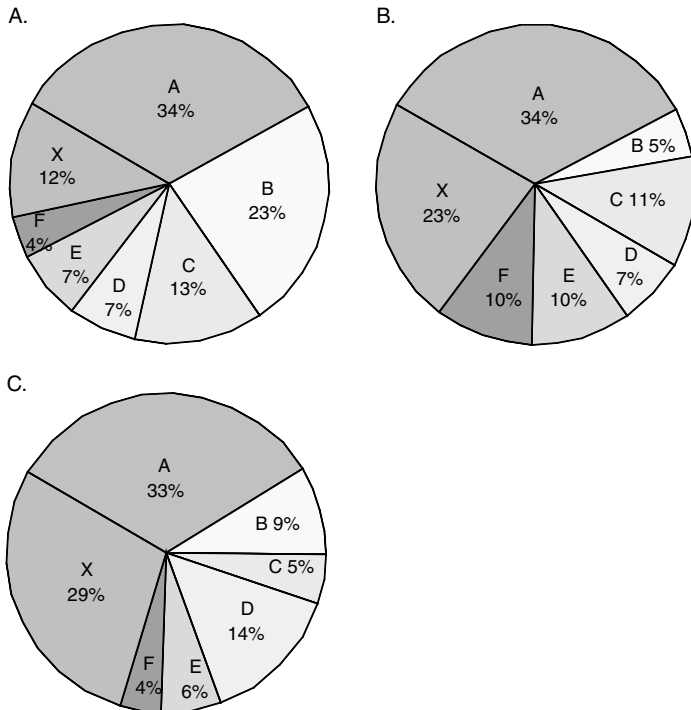 A.
A
34%
B
23%
C
13%
D
7%
E
7%
F
4%
X
12%
B.
A
34%
B 5%
C 11%
D
7%
E
10%
F
10%
X
23%
C.
A
33%
B 9%
C 5%
D
14%
E
6%
F
4%
X
29%